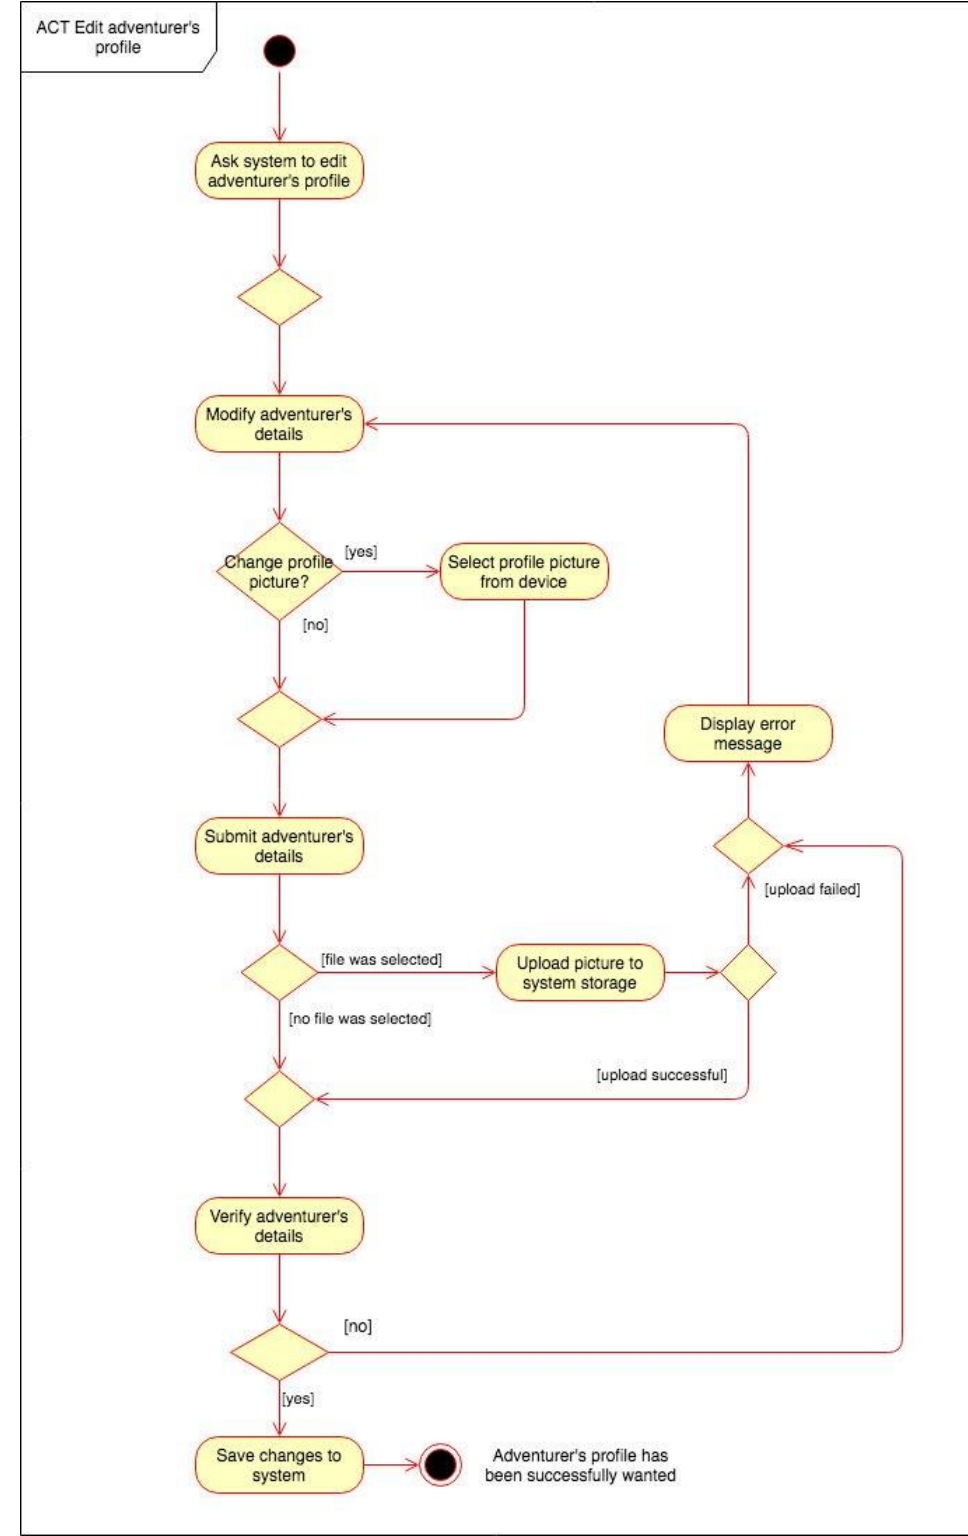 ACT Edit adventurer's
profile
Ask system to edit
adventurer's profile
Modify adventurer's
details
Change profile
picture?
[yes]
Select profile picture
from device
[no]
Display error
message
Submit adventurer's
details
[upload failed]
[file was selected]
Upload picture to
system storage
[no file was selected]
[upload successful]
Verify adventurer's
details
[no]
[yes]
Save changes to
system
Adventurer's profile has
been successfully wanted